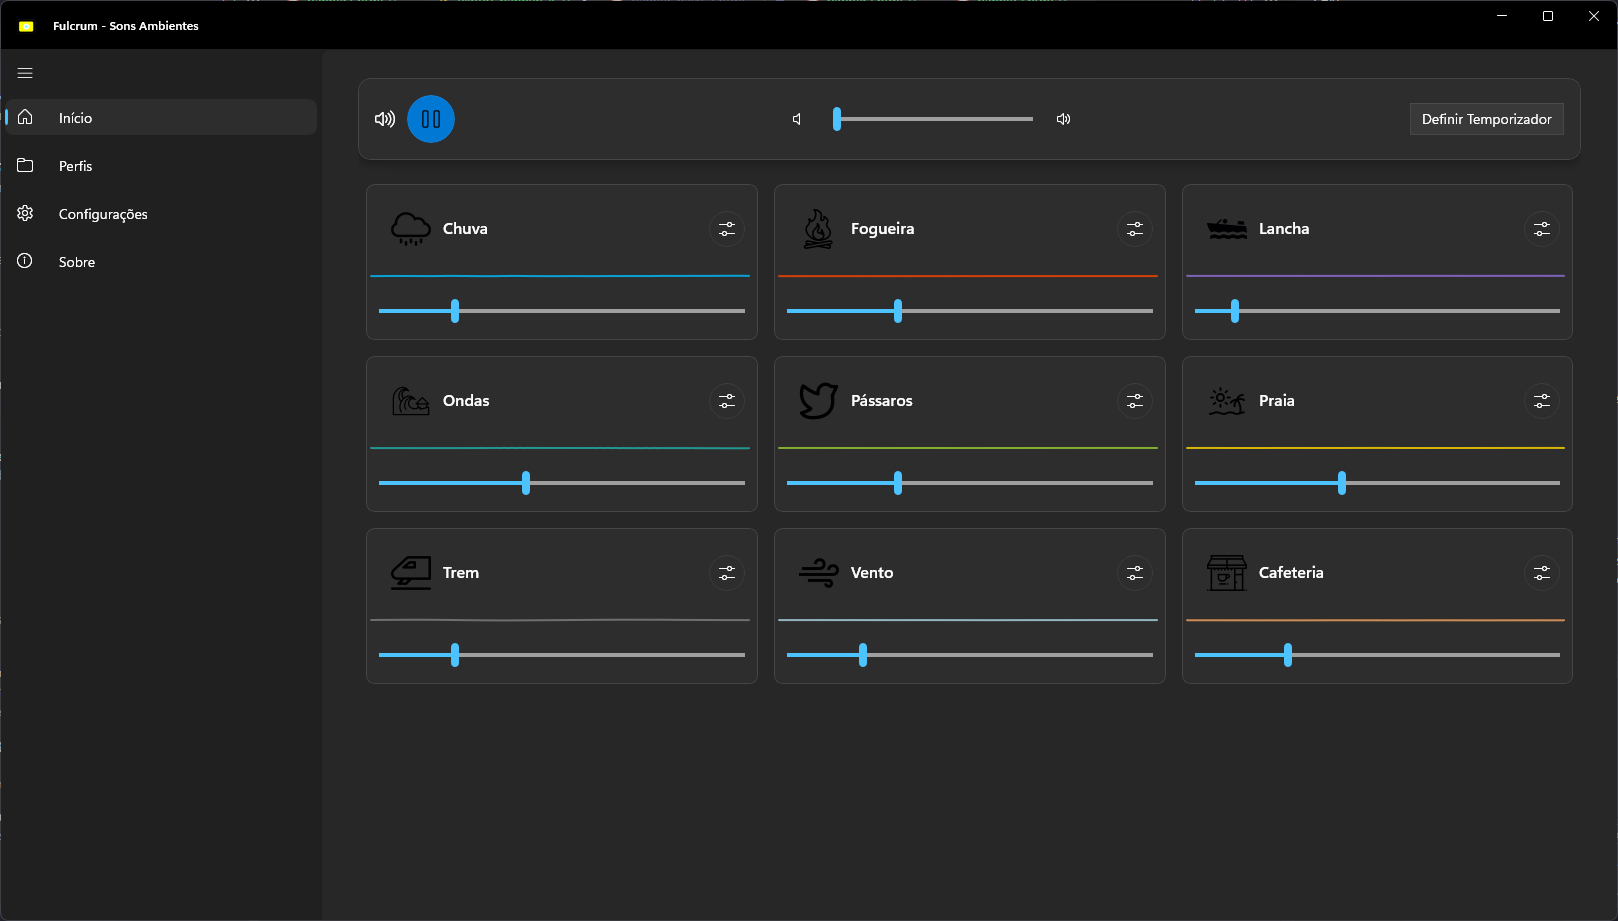 Fulcrum - Sons Ambientes
Início
Perfis
Configurações
Sobre
Definir Temporizador
Chuva
Fogueira
Lancha
Ondas
Pássaros
Praia
Trem
Vento
Cafeteria